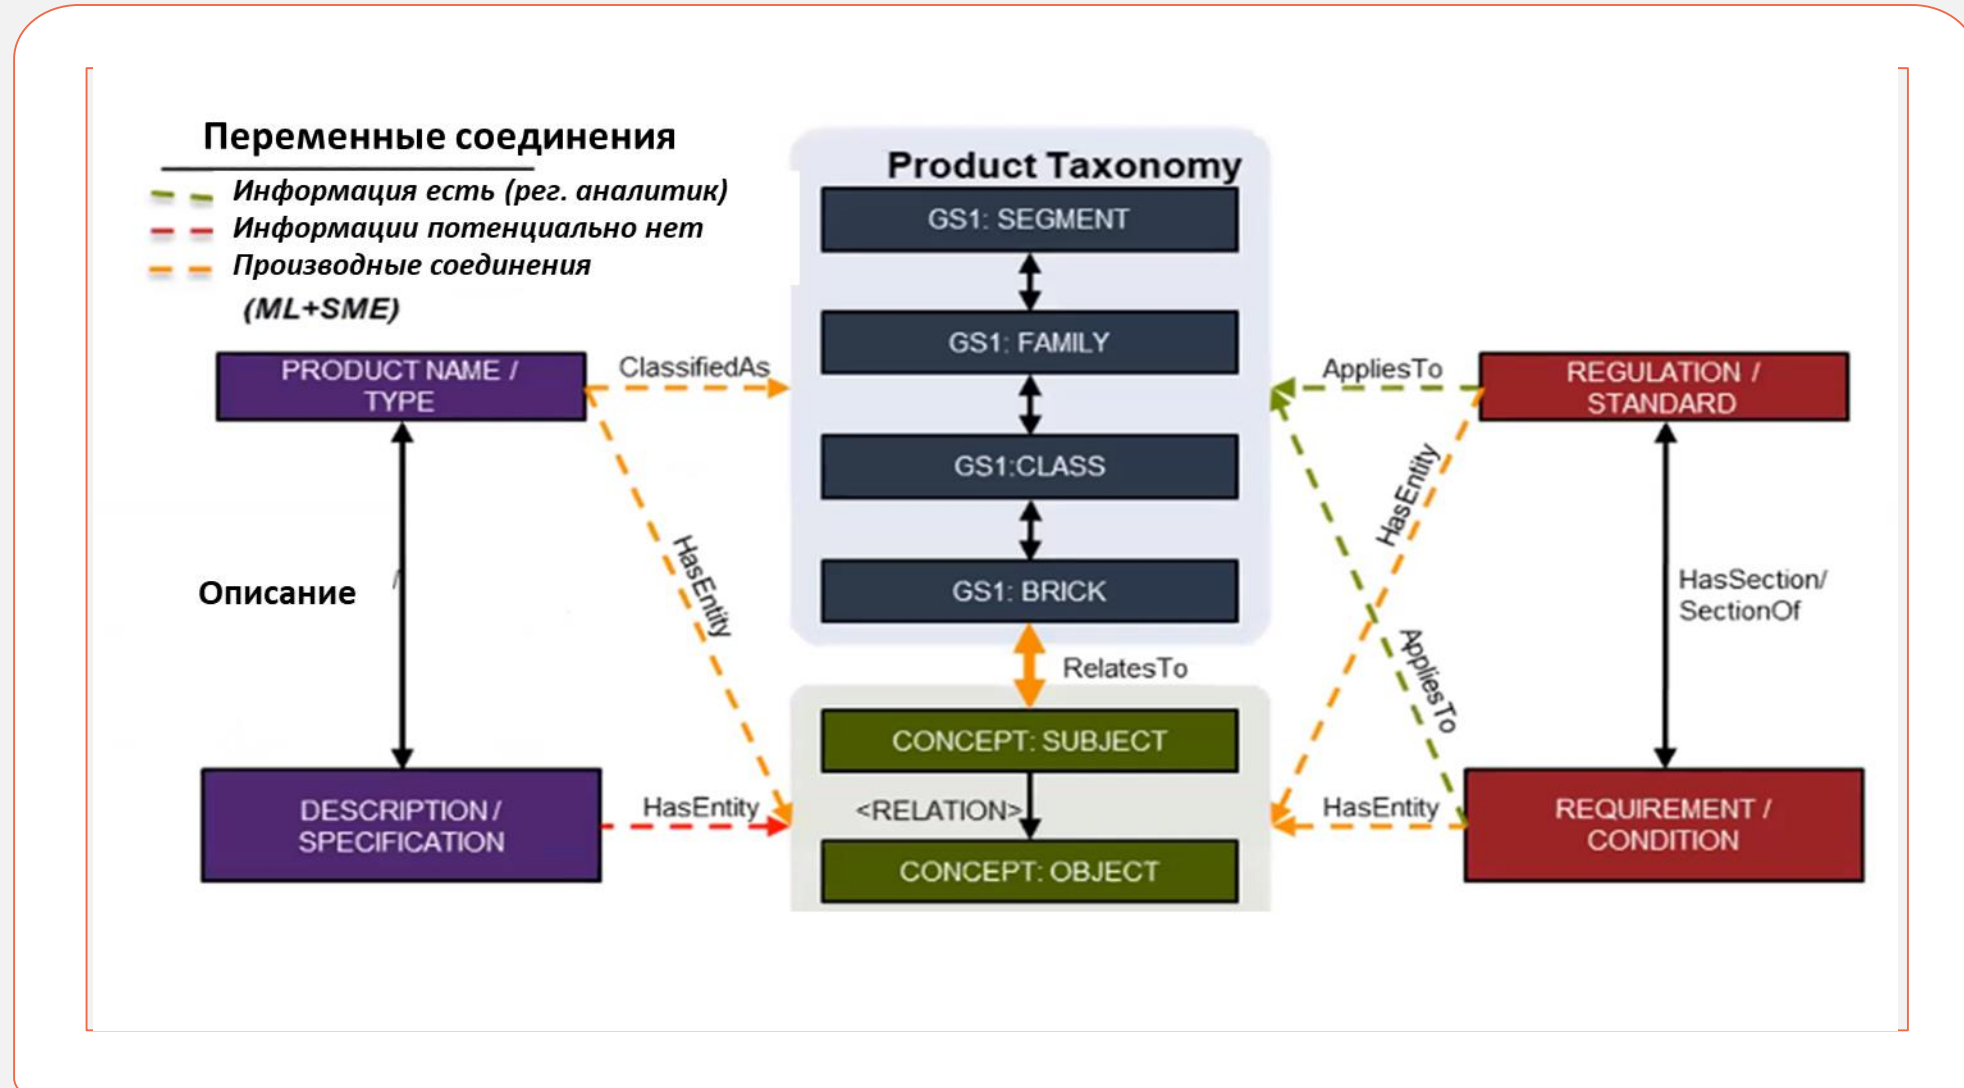 Переменные соединения
Информация есть (рег. аналитик)
Информации потенциально нет
Производные соединения
(ML+SME)
Product Taxonomy
GS1: SEGMENT
GS1: FAMILY
GS1:CLASS
GS1: BRICK
PRODUCT NAME /
TYPE
ClassifiedAs
HasEntity
Описание
DESCRIPTION /
SPECIFICATION
HasEntity
RelatesTo
CONCEPT: SUBJECT
<RELATION>
CONCEPT: OBJECT
AppliesTo
REGULATION /
STANDARD
HasEntity
AppliesTo
HasSection/
SectionOf
HasEntity
REQUIREMENT /
CONDITION